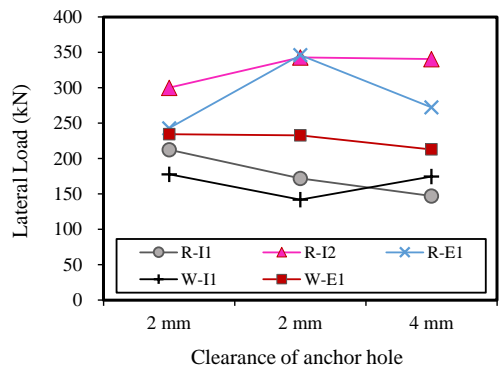 400
350
300
250
200
150
100
50
0
Lateral Load (kN)
R-I1 R-I2 R-E1
W-I1 W-E1
2 mm 2 mm 4 mm
Clearance of anchor hole